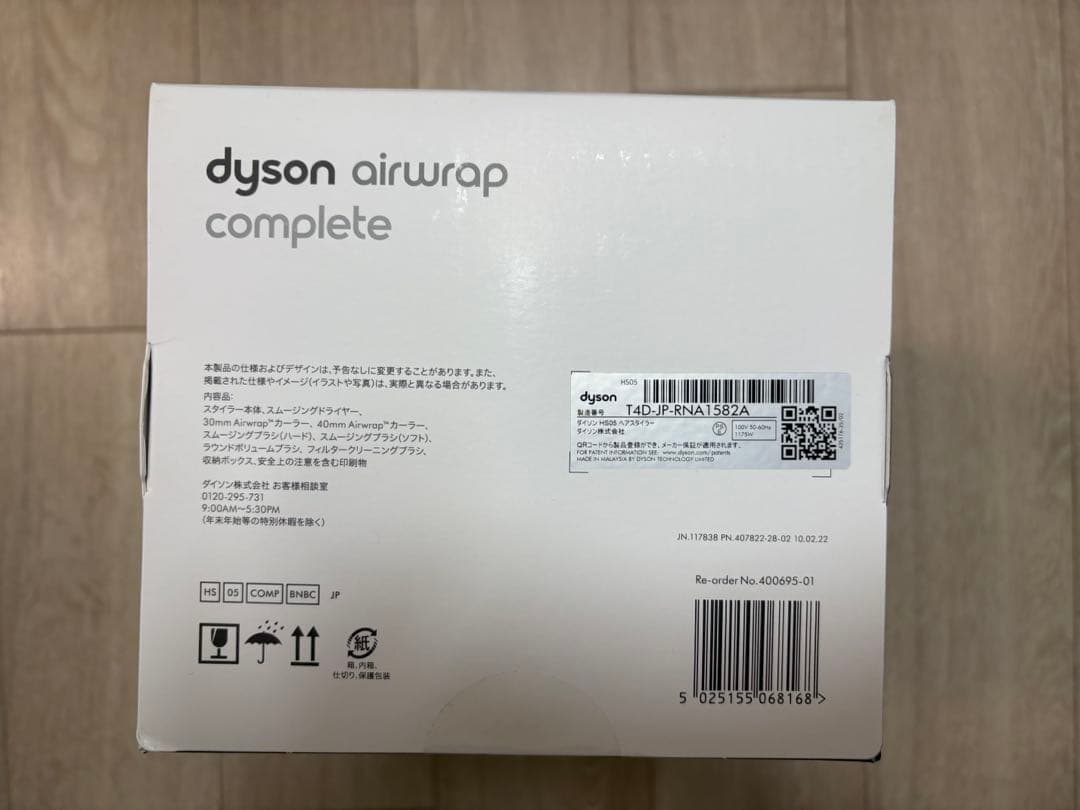 dyson airwrap
complete
本製品の仕様およびデザインは、予告なしに変更することがあります。また、
掲載された仕様やイメージ(イラストや写真)は、実際と異なる場合があります。
内容品:
スタイラー本体、スムージングドライヤー、
30mm Airwrap™カーラー、40mm Airwrap™カーラー、
スムージングブラシ(ハード)、スムージングブラシ(ソフト)、
ラウンドボリュームブラシ、フィルタークリーニングブラシ、
収納ボックス、安全上の注意を含む印刷物
ダイソン株式会社 お客様相談室
0120-295-731
9:00AM〜5:30PM
(年末年始等の特別休暇を除く)
HS 05 COMP BNBC JP
紙
箱、内箱、
仕切り、保護包装
HS05
dyson
製造番号 T4D-JP-RNA1582A
ダイソン HS05 ヘアスタイラー
ダイソン株式会社
PSE
100V 50-60Hz
1175W
QRコードから製品登録ができ、メーカー保証が適用されます。
FOR PATENT INFORMATION SEE: www.dyson.com/patents
MADE IN MALAYSIA BY DYSON TECHNOLOGY LIMITED
JN.117838 PN.407822-28-02 10.02.22
Re-order No.400695-01
5 025155 068168 >